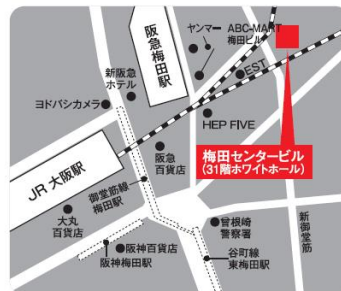 ヤンマー
ABC-MART
梅田ビル
阪急梅田駅
新阪急
ホテル
EST
ヨドバシカメラ
HEP FIVE
阪急
百貨店
梅田センタービル
(31階ホワイトホール)
JR 大阪駅
御堂筋線
梅田駅
大丸
百貨店
曾根崎
警察署
新御堂筋
阪神百貨店
阪神梅田駅
谷町線
東梅田駅